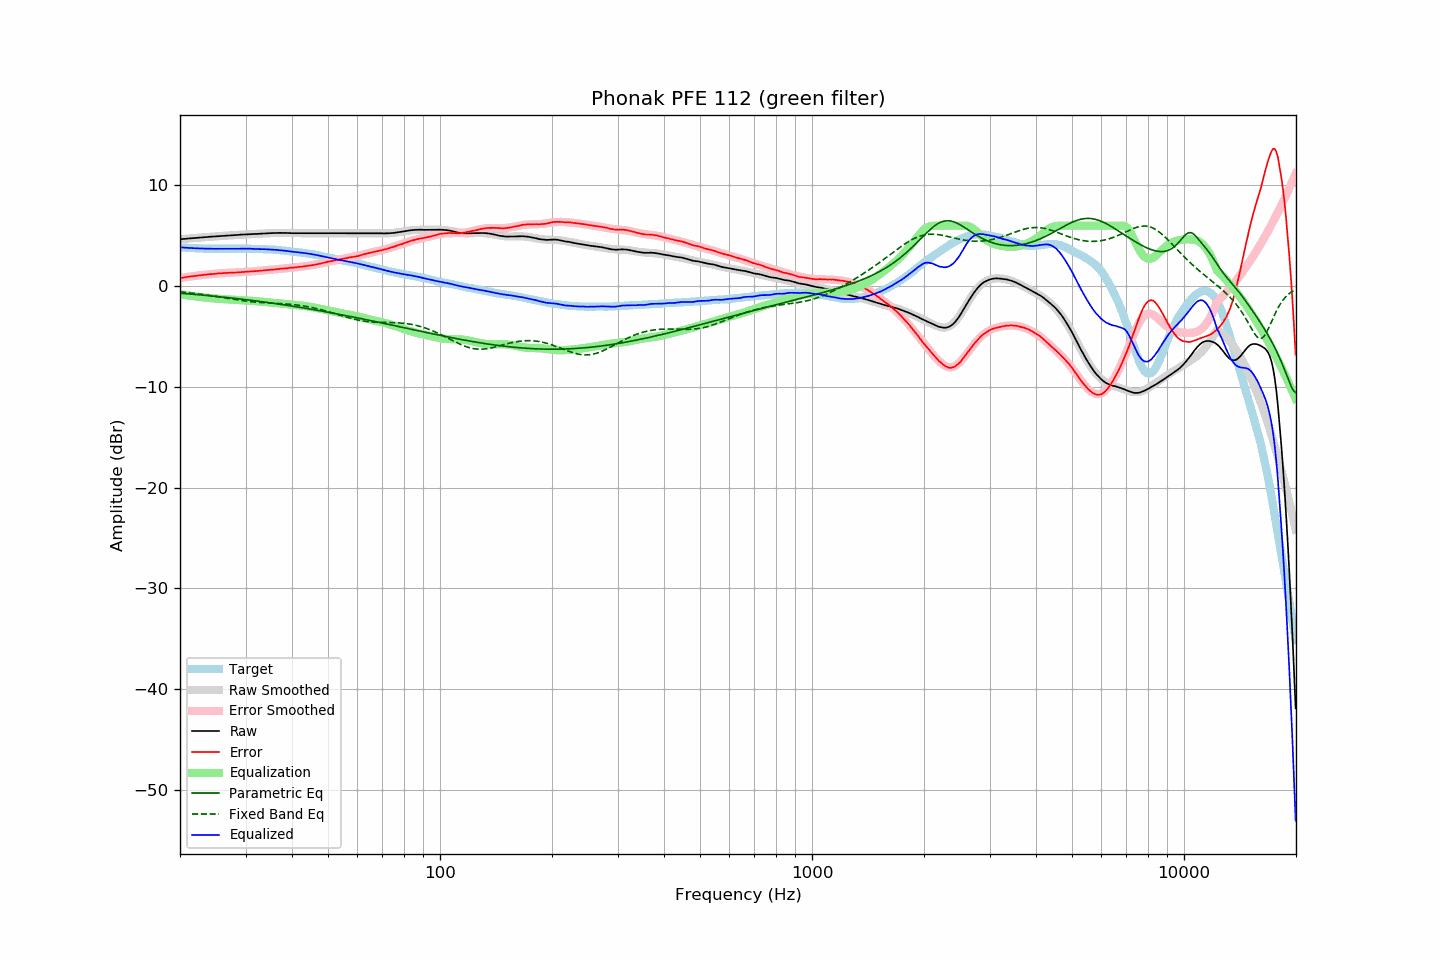 Phonak PFE 112 (green filter)
10
0
−10
−20
−30
−40
−50
Amplitude (dBr)
Target
Raw Smoothed
Error Smoothed
Raw
Error
Equalization
Parametric Eq
Fixed Band Eq
Equalized
100
1000
10000
Frequency (Hz)